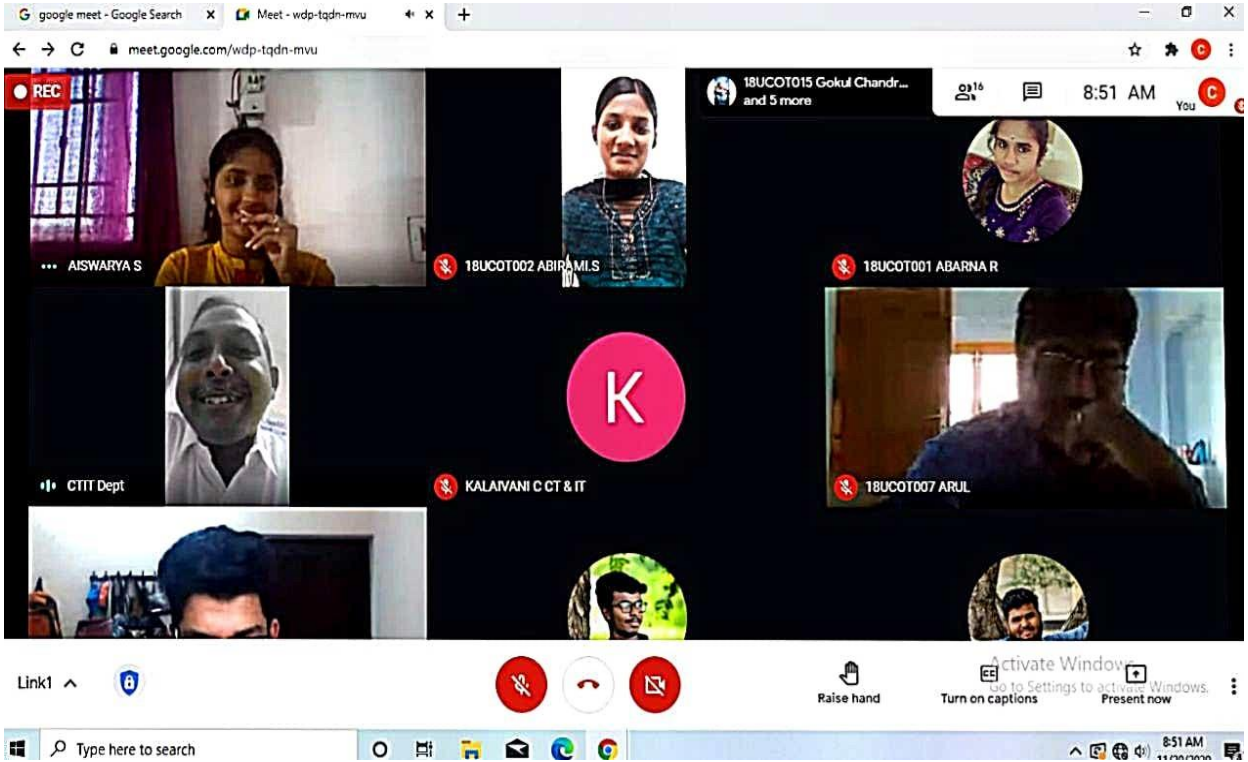 google meet - Google Search
Meet - wdp-tqdn-mvu
meet.google.com/wdp-tqdn-mvu
C
REC
18UCOT015 Gokul Chandr...
and 5 more
16
8:51 AM
You
C
AISWARYA S
18UCOT002 ABIRAMI.S
18UCOT001 ABARNA R
K
CTIT Dept
KALAIVANI C CT & IT
18UCOT007 ARUL
Link1
Raise hand
Turn on captions
Present now
Activate Windows
Go to Settings to activate Windows.
Type here to search
8:51 AM
11/20/2020